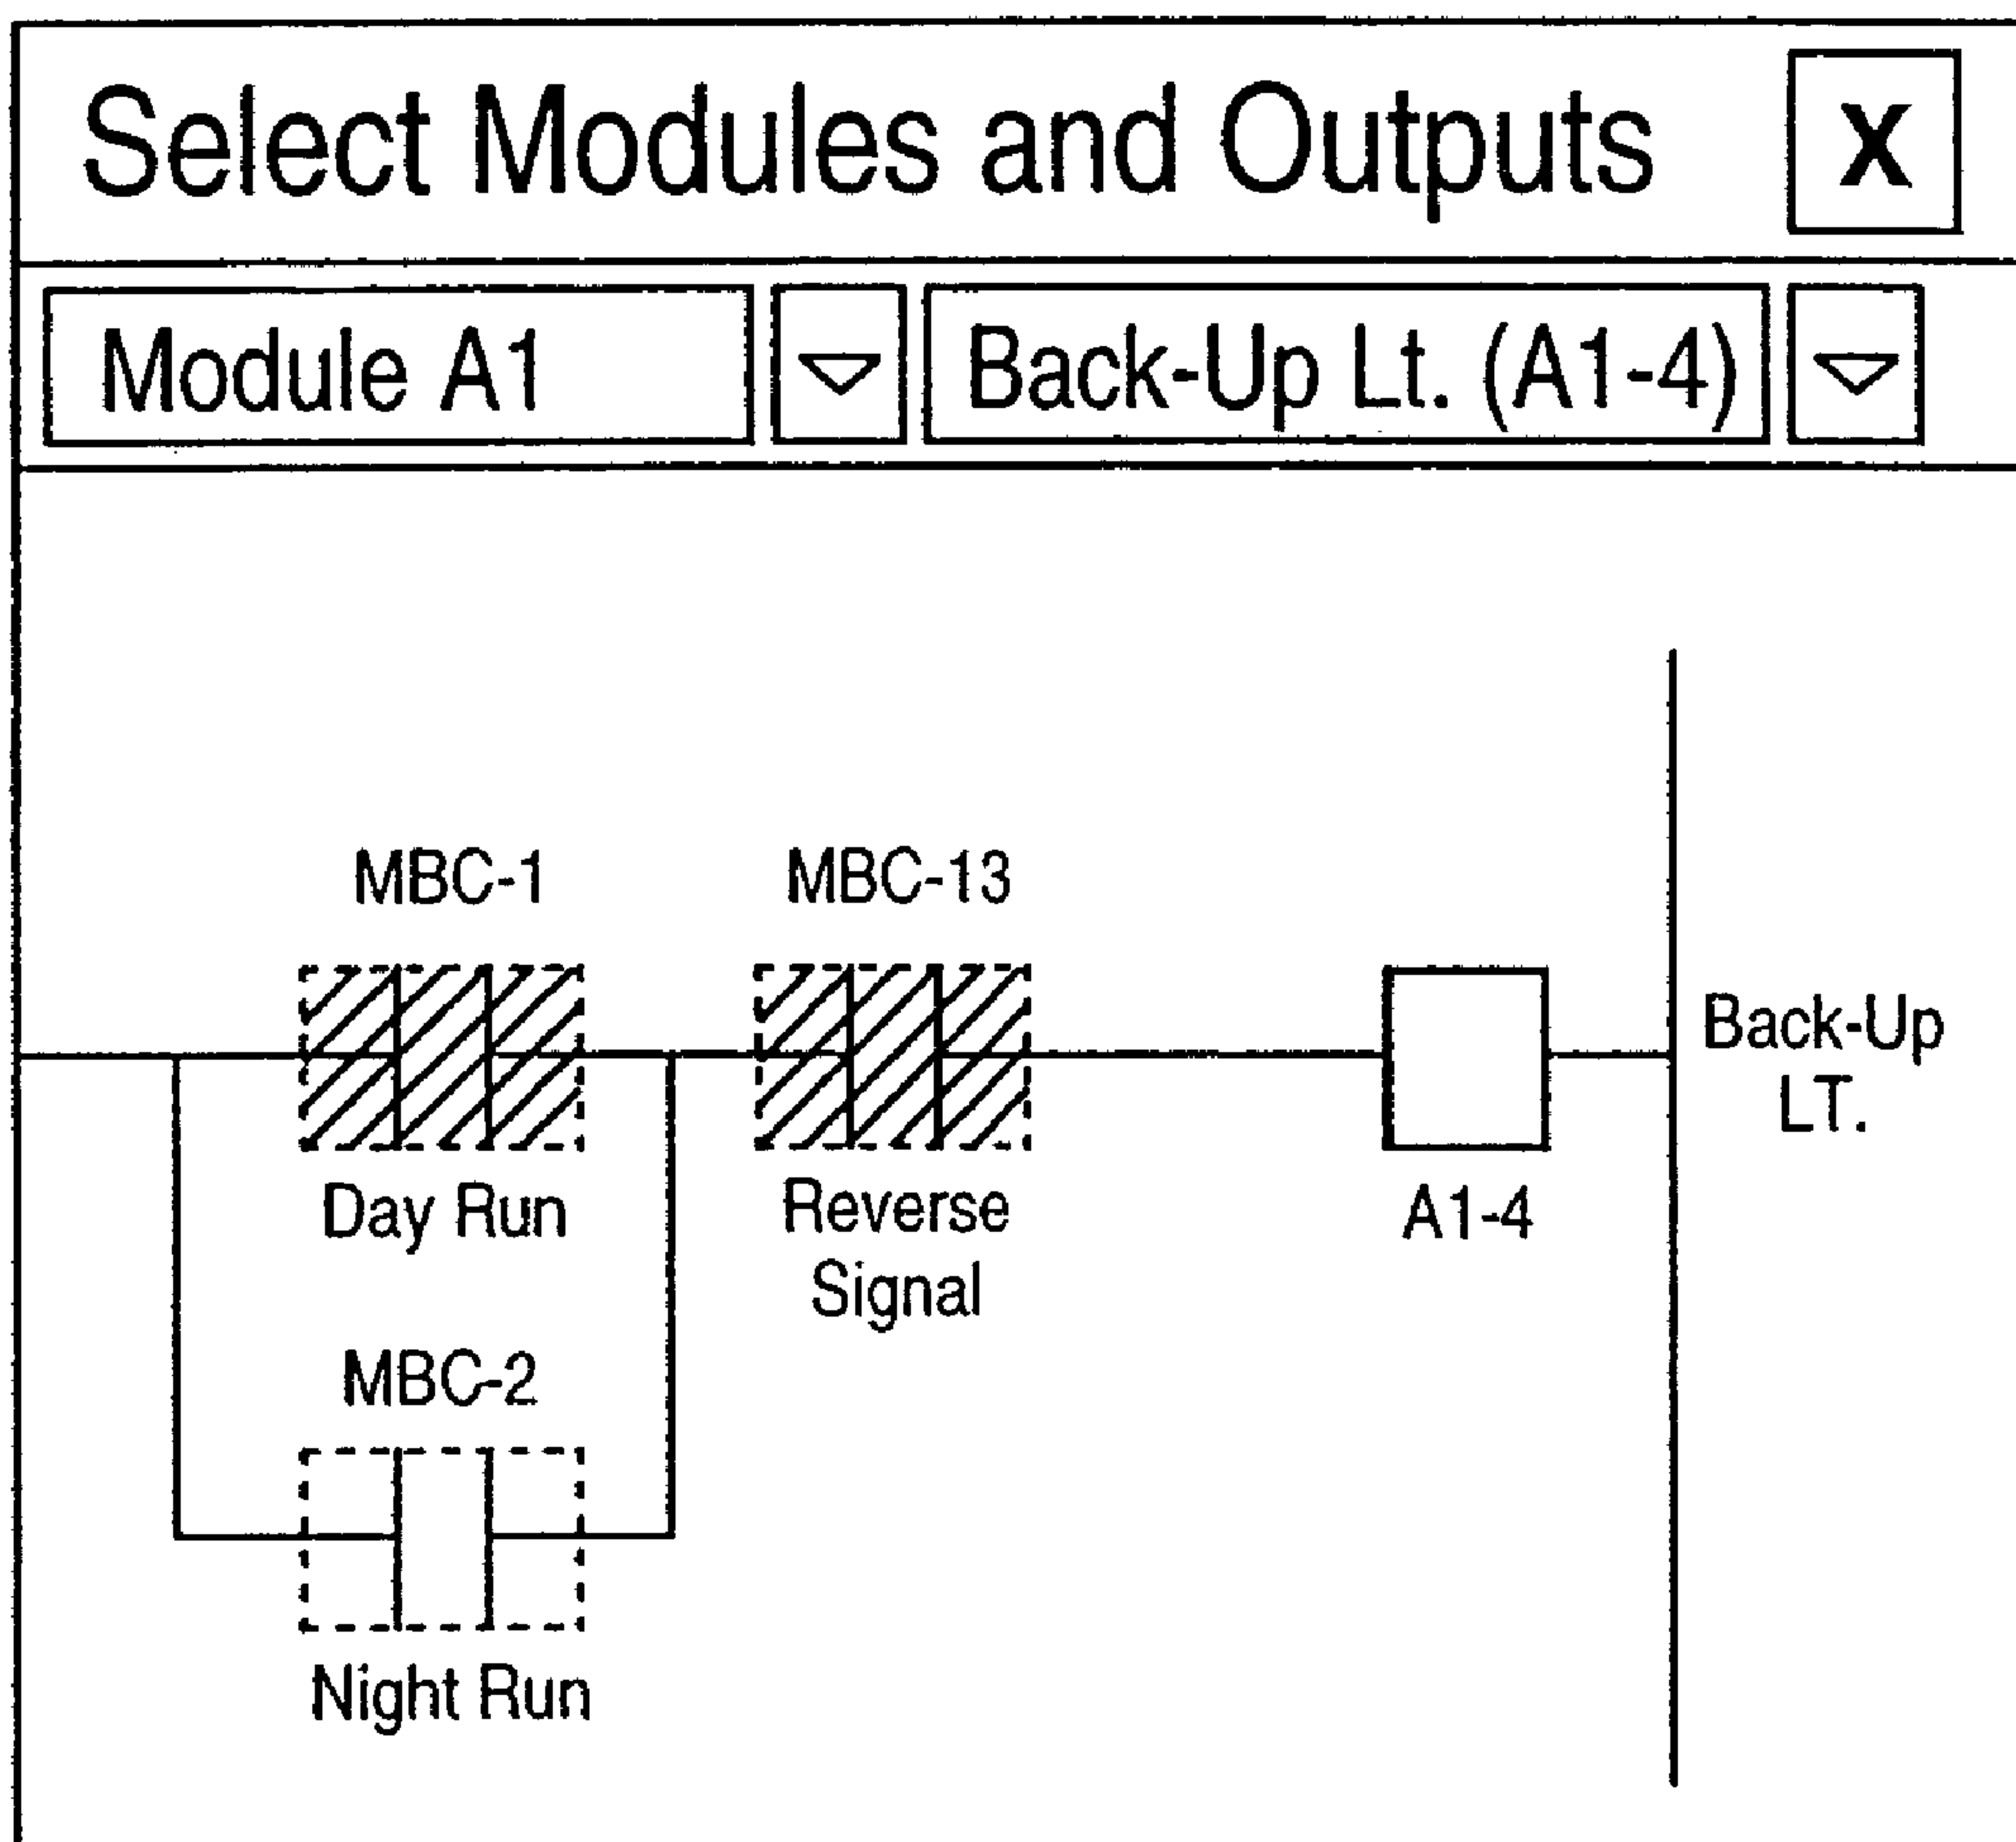 Select Modules and Outputs X
Module A1 Back-Up Lt. (A1-4)
MBC-1 MBC-13
Back-Up
LT.
Day Run Reverse
Signal
A1-4
MBC-2
Night Run